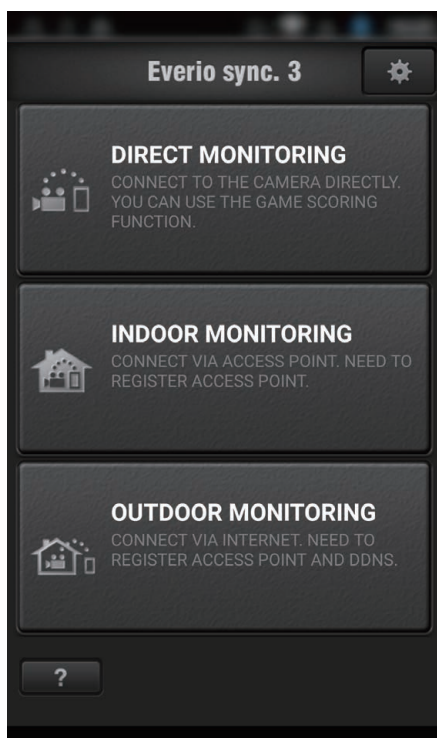 Everio sync. 3
DIRECT MONITORING
CONNECT TO THE CAMERA DIRECTLY.
YOU CAN USE THE GAME SCORING
FUNCTION.
INDOOR MONITORING
CONNECT VIA ACCESS POINT. NEED TO
REGISTER ACCESS POINT.
OUTDOOR MONITORING
CONNECT VIA INTERNET. NEED TO
REGISTER ACCESS POINT AND DDNS.
?